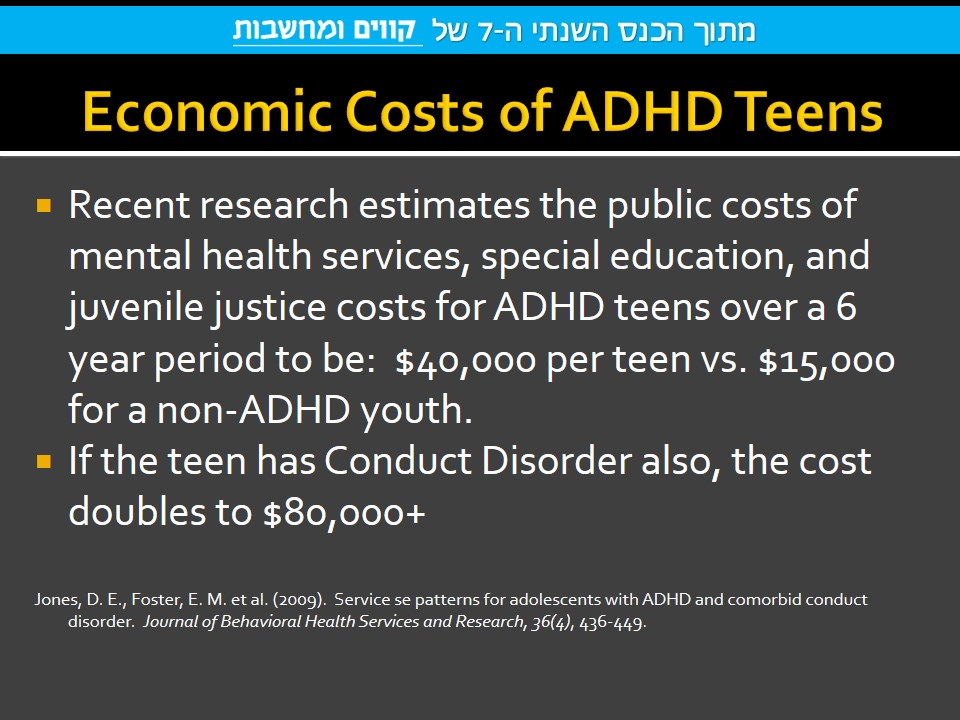 מתוך הכנס השנתי ה-7 של קווים ומחשבות
Economic Costs of ADHD Teens
Recent research estimates the public costs of
mental health services, special education, and
juvenile justice costs for ADHD teens over a 6
year period to be:  $40,000 per teen vs. $15,000
for a non-ADHD youth.
If the teen has Conduct Disorder also, the cost
doubles to $80,000+
Jones, D. E., Foster, E. M. et al. (2009).  Service se patterns for adolescents with ADHD and comorbid conduct
disorder.  Journal of Behavioral Health Services and Research, 36(4), 436-449.